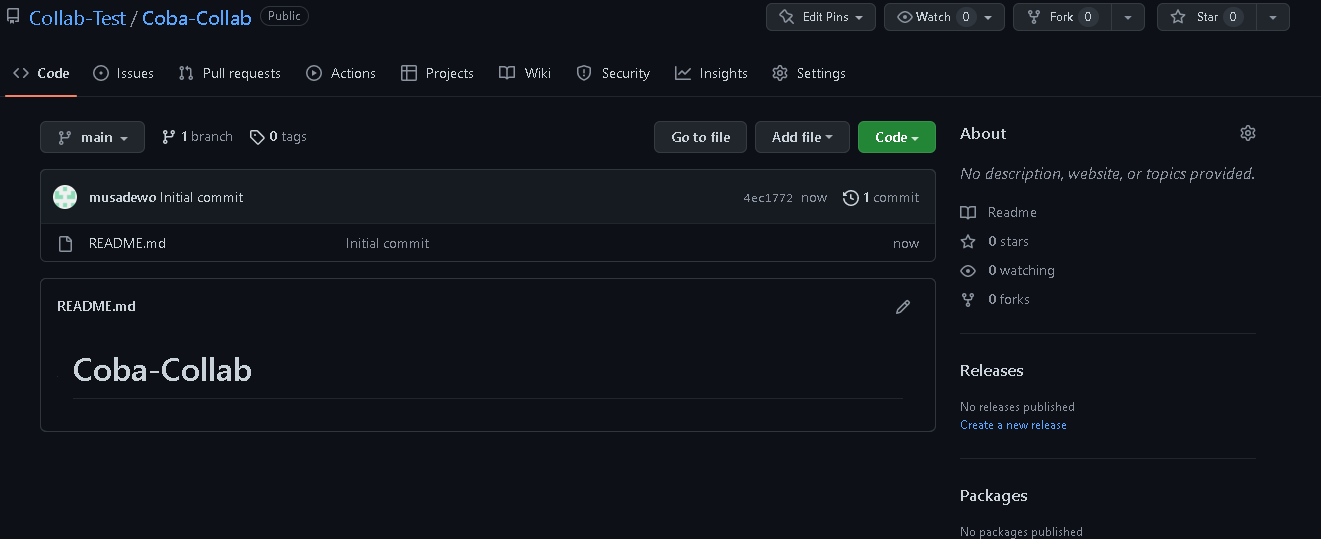 Collab-Test / Coba-Collab Public Edit Pins Watch 0 Fork 0 Star 0
Code Issues Pull requests Actions Projects Wiki Security Insights Settings
main 1 branch 0 tags Go to file Add file Code
musadewo Initial commit 4ec1772 now 1 commit
README.md Initial commit now
README.md
Coba-Collab
About
No description, website, or topics provided.
Readme
0 stars
0 watching
0 forks
Releases
No releases published
Create a new release
Packages
No packages published